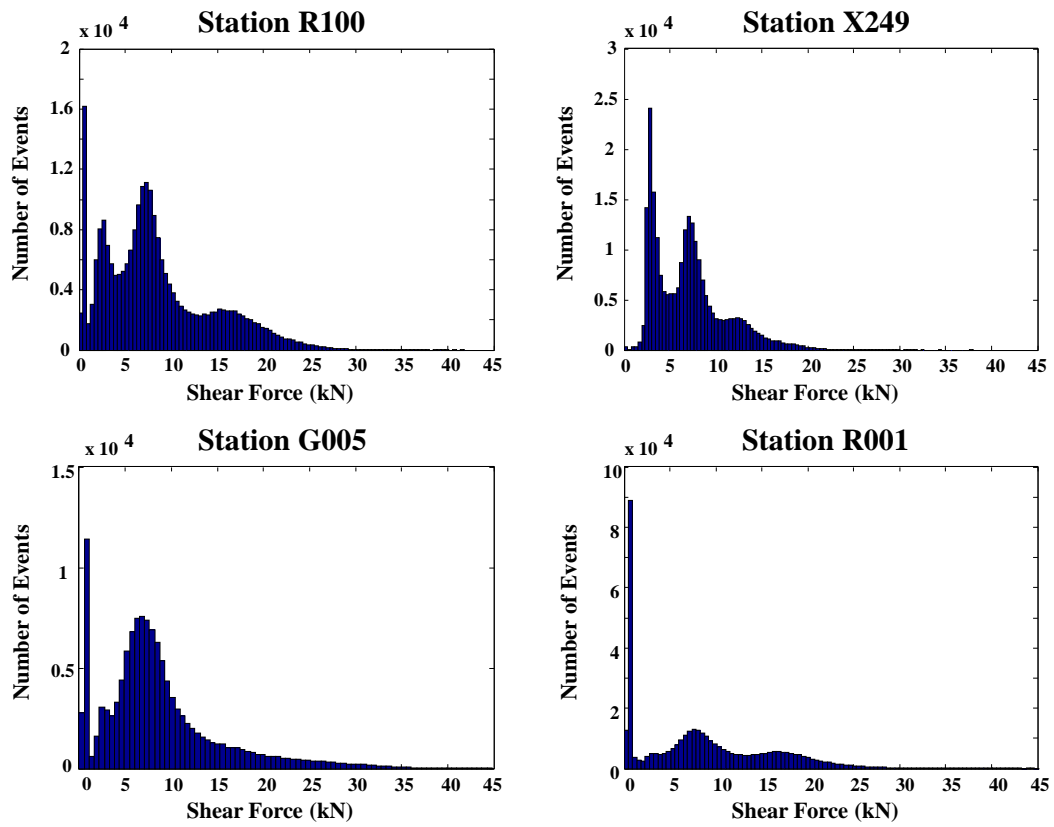 x 10 4
Station R100
2
1.6
1.2
0.8
0.4
0
0 5 10 15 20 25 30 35 40 45
Number of Events
Shear Force (kN)
x 10 4
Station X249
3
2.5
2
1.5
1
0.5
0
0 5 10 15 20 25 30 35 40 45
Number of Events
Shear Force (kN)
x 10 4
Station G005
1.5
1
0.5
0
0 5 10 15 20 25 30 35 40 45
Number of Events
Shear Force (kN)
x 10 4
Station R001
10
8
6
4
2
0
0 5 10 15 20 25 30 35 40 45
Number of Events
Shear Force (kN)